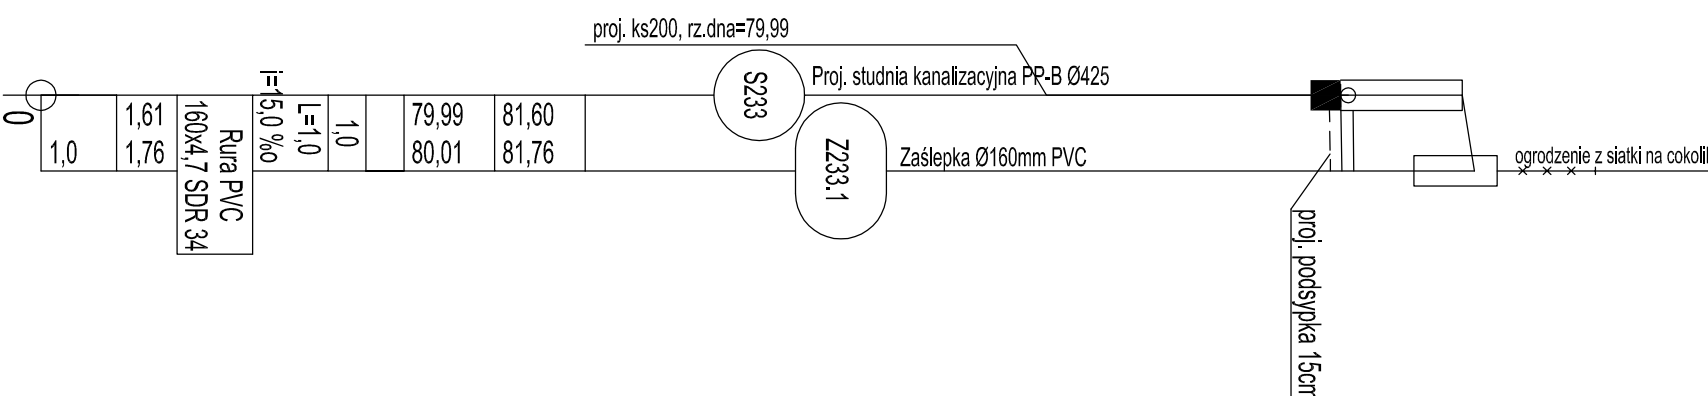 proj. ks200, rz.dna=79,99
S233
Proj. studnia kanalizacyjna PP-B Ø425
Z233.1
Zaślepka Ø160mm PVC
ogrodzenie z siatki na cokoli
proj. podsypka 15cm
0
1,0
1,61
1,76
Rura PVC
160x4,7 SDR 34
i=15,0 ‰
L=1,0
1,0
79,99
80,01
81,60
81,76